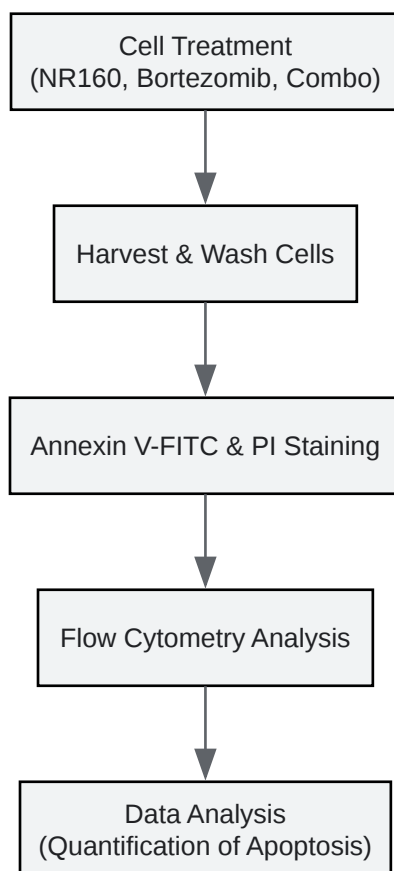 Cell Treatment
(NR160, Bortezomib, Combo)
Harvest & Wash Cells
Annexin V-FITC & PI Staining
Flow Cytometry Analysis
Data Analysis
(Quantification of Apoptosis)